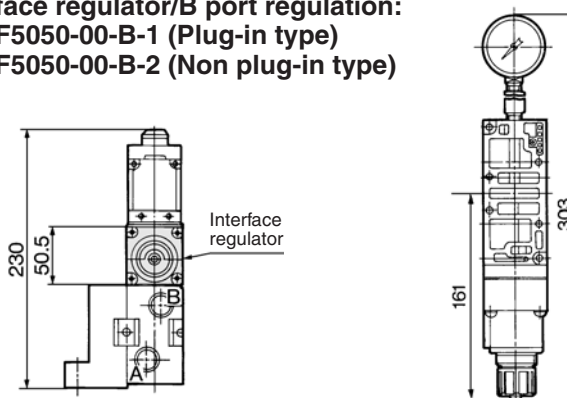 face regulator/B port regulation:
F5050-00-B-1 (Plug-in type)
F5050-00-B-2 (Non plug-in type)
Interface
regulator
230
50.5
B
A
161
303